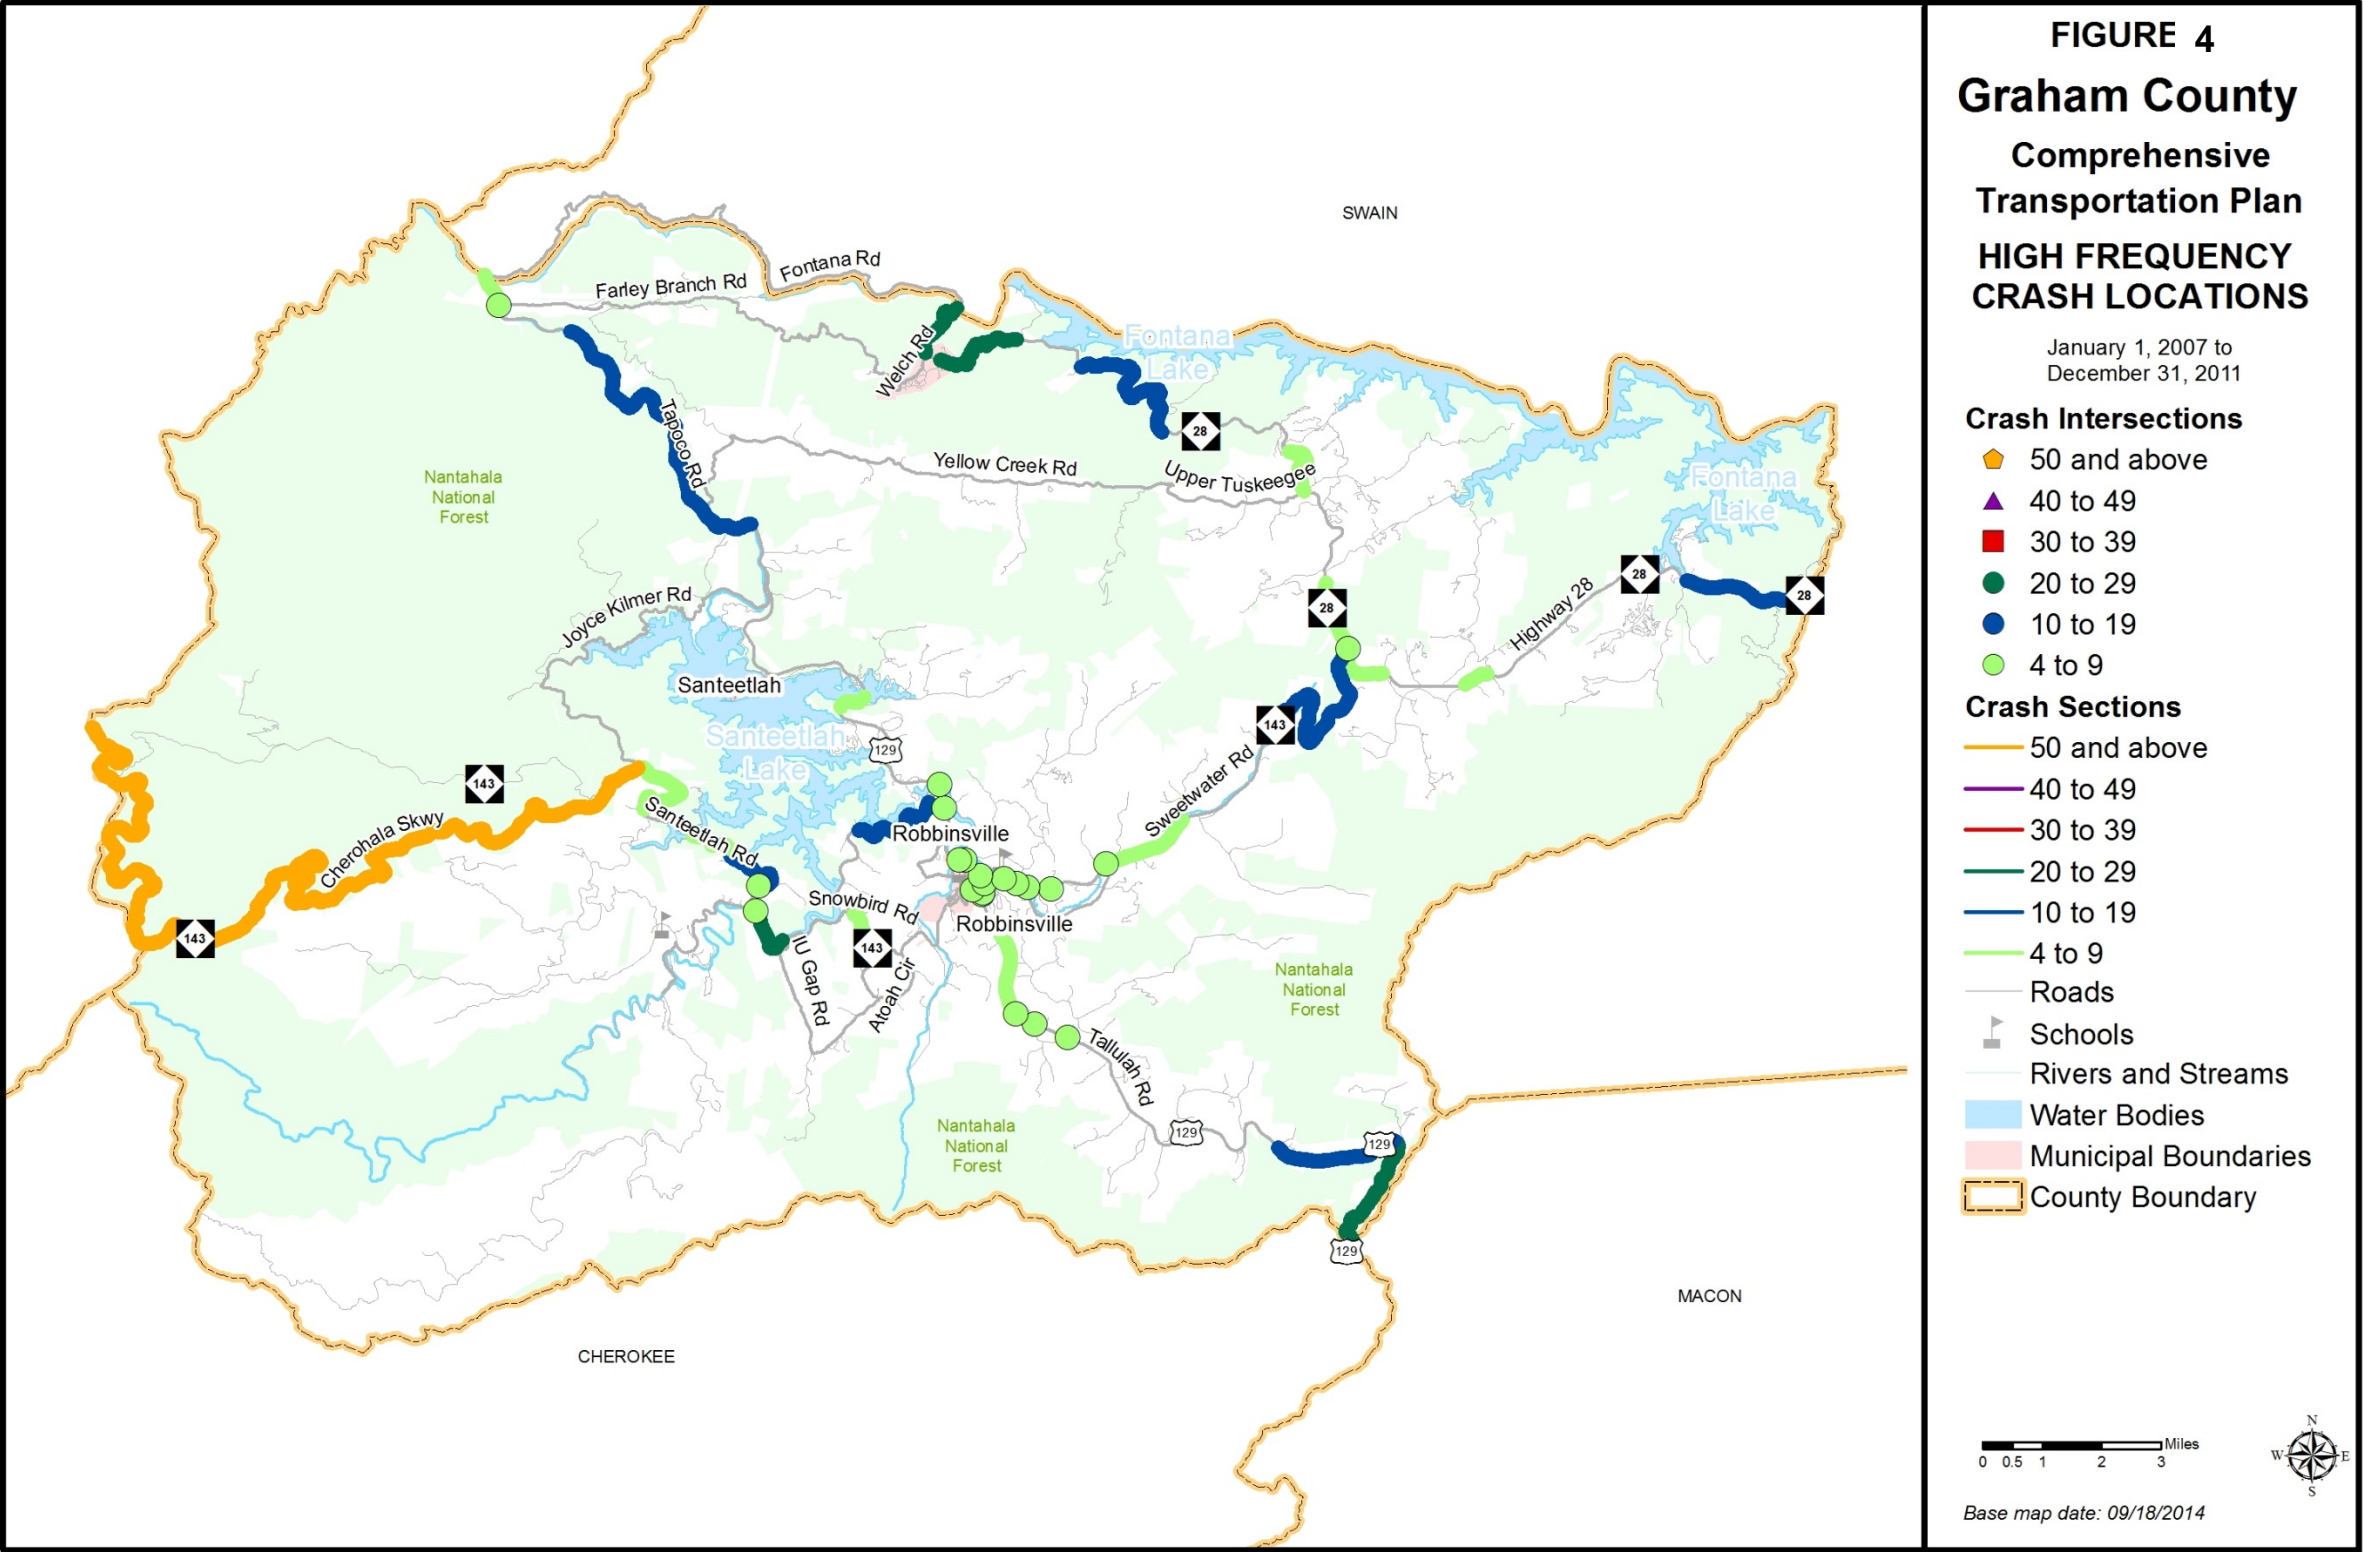 FIGURE 4
Graham County
Comprehensive
Transportation Plan
HIGH FREQUENCY
CRASH LOCATIONS
January 1, 2007 to
December 31, 2011
Crash Intersections
50 and above
40 to 49
30 to 39
20 to 29
10 to 19
4 to 9
Crash Sections
50 and above
40 to 49
30 to 39
20 to 29
10 to 19
4 to 9
Roads
Schools
Rivers and Streams
Water Bodies
Municipal Boundaries
County Boundary
Miles
0 0.5 1 2 3
N
W E
S
Base map date: 09/18/2014
SWAIN
Fontana Rd
Farley Branch Rd
Welch Rd
Fontana
Lake
28
Tapoco Rd
Yellow Creek Rd
Upper Tuskeegee
Nantahala
National
Forest
Fontana
Lake
28
28
28
Highway 28
Joyce Kilmer Rd
Santeetlah
Santeetlah
Lake
129
143
Sweetwater Rd
143
Cherohala Skwy
Santeetlah Rd
Robbinsville
Snowbird Rd
Robbinsville
143
143
IU Gap Rd
Atoah Cir
Nantahala
National
Forest
Tallulah Rd
129
129
Nantahala
National
Forest
129
MACON
CHEROKEE